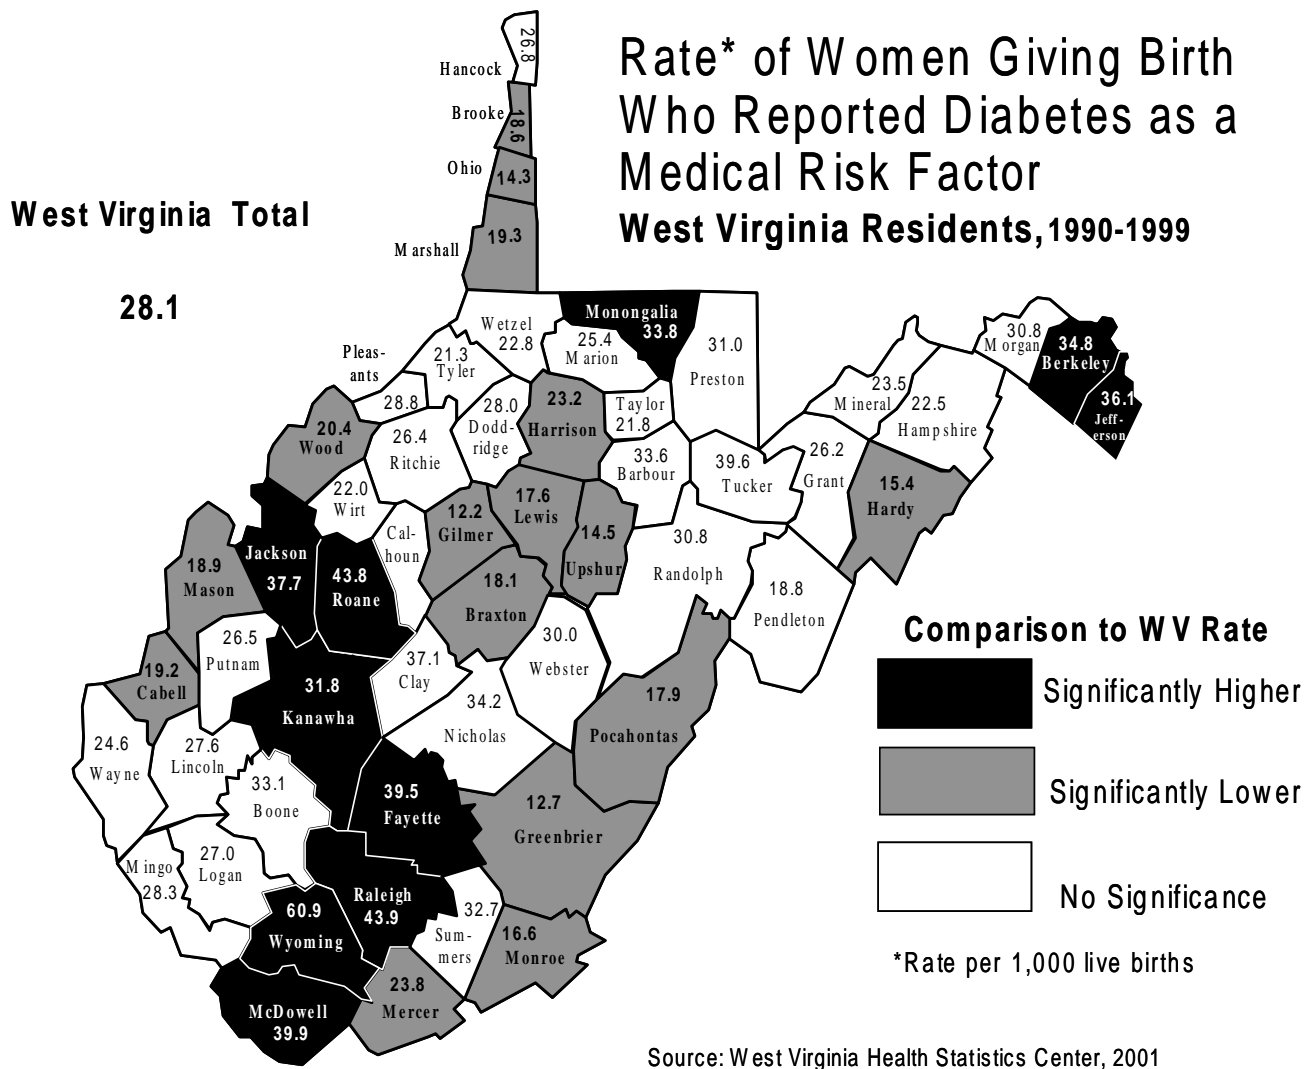 Rate* of Women Giving Birth
Who Reported Diabetes as a
Medical Risk Factor
West Virginia Residents, 1990-1999
West Virginia Total
28.1
Hancock
26.8
Brooke
18.6
Ohio
14.3
Marshall
19.3
Wetzel
22.8
Monongalia
33.8
25.4
Marion
31.0
Preston
30.8
Morgan
34.8
Berkeley
36.1
Jeff-
erson
Pleas-
ants
28.8
21.3
Tyler
23.5
Mineral
22.5
Hampshire
20.4
Wood
26.4
Ritchie
28.0
Dodd-
ridge
23.2
Harrison
Taylor
21.8
33.6
Barbour
39.6
Tucker
26.2
Grant
15.4
Hardy
22.0
Wirt
Cal-
houn
12.2
Gilmer
17.6
Lewis
14.5
Upshur
30.8
Randolph
18.8
Pendleton
Jackson
37.7
43.8
Roane
18.9
Mason
18.1
Braxton
26.5
Putnam
30.0
Webster
19.2
Cabell
31.8
Kanawha
37.1
Clay
34.2
Nicholas
17.9
Pocahontas
24.6
Wayne
27.6
Lincoln
33.1
Boone
39.5
Fayette
12.7
Greenbrier
Mingo
28.3
27.0
Logan
Raleigh
43.9
60.9
Wyoming
32.7
Sum-
mers
16.6
Monroe
23.8
Mercer
McDowell
39.9
Comparison to WV Rate
Significantly Higher
Significantly Lower
No Significance
*Rate per 1,000 live births
Source: West Virginia Health Statistics Center, 2001